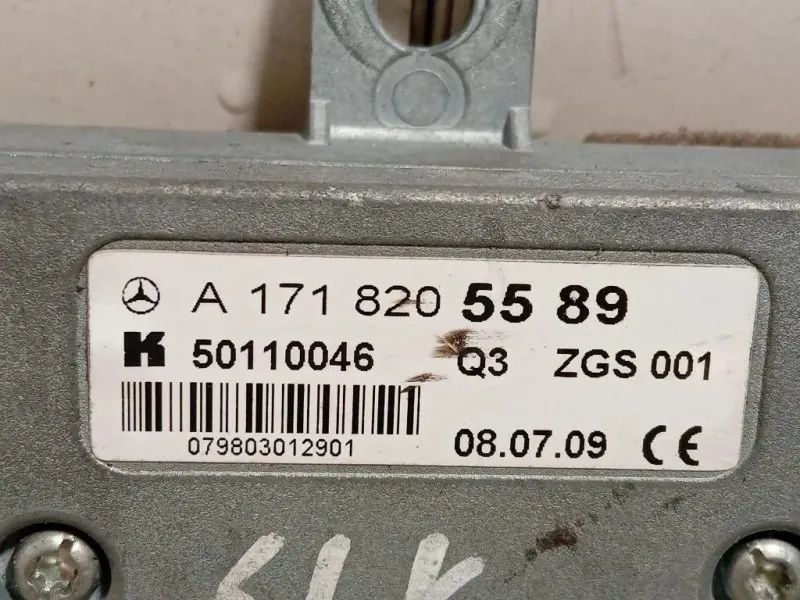 A 171 820 55 89
K 50110046 Q3 ZGS 001
079803012901 08.07.09 CE
SLK